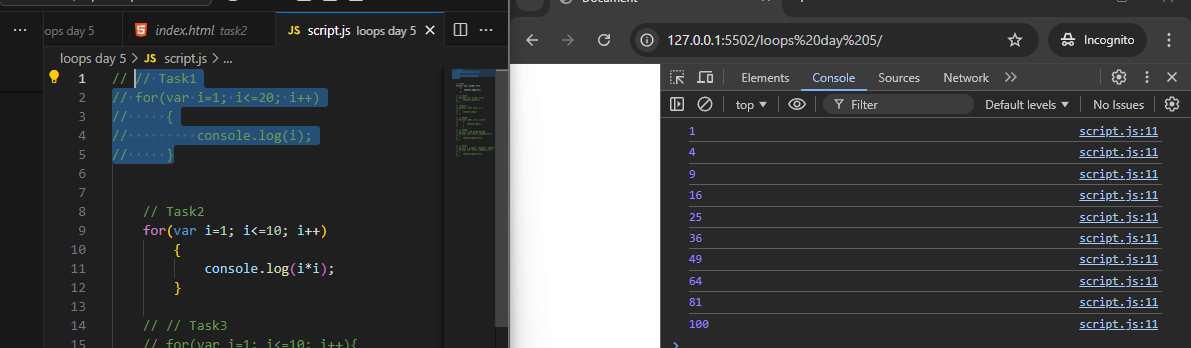 oops day 5
index.html task2
JS script.js loops day 5
loops day 5 > JS script.js > ...
1 // // Task1
2 // for(var i=1; i<=20; i++)
3 // {
4 // console.log(i);
5 // }
6
7
8 // Task2
9 for(var i=1; i<=10; i++)
10 {
11 console.log(i*i);
12 }
13
14 // // Task3
15 // for(var i=1; i<=10; i++){
Document
127.0.0.1:5502/loops%20day%205/
Incognito
Elements Console Sources Network
top Filter Default levels No Issues
1 script.js:11
4 script.js:11
9 script.js:11
16 script.js:11
25 script.js:11
36 script.js:11
49 script.js:11
64 script.js:11
81 script.js:11
100 script.js:11